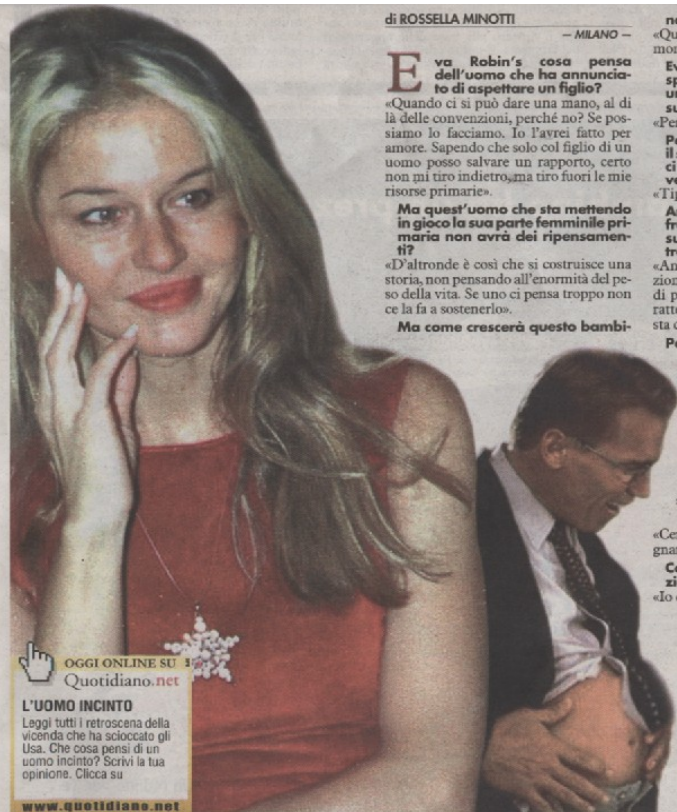 di ROSSELLA MINOTTI
— MILANO —
Eva Robin's cosa pensa
dell'uomo che ha annuncia-
to di aspettare un figlio?
«Quando ci si può dare una mano, al di
là delle convenzioni, perché no? Se pos-
siamo lo facciamo. Io l'avrei fatto per
amore. Sapendo che solo col figlio di un
uomo posso salvare un rapporto, certo
non mi tiro indietro, ma tiro fuori le mie
risorse primarie».
Ma quest'uomo che sta mettendo
in gioco la sua parte femminile pri-
maria non avrà dei ripensamen-
ti?
«D'altronde è così che si costruisce una
storia, non pensando all'enormità del pe-
so della vita. Se uno ci pensa troppo non
ce la fa a sostenerlo».
Ma come crescerà questo bambi-
OGGI ONLINE SU
Quotidiano.net
L'UOMO INCINTO
Leggi tutti i retroscena della
vicenda che ha scioccato gli
Usa. Che cosa pensi di un
uomo incinto? Scrivi la tua
opinione. Clicca su
www.quotidiano.net